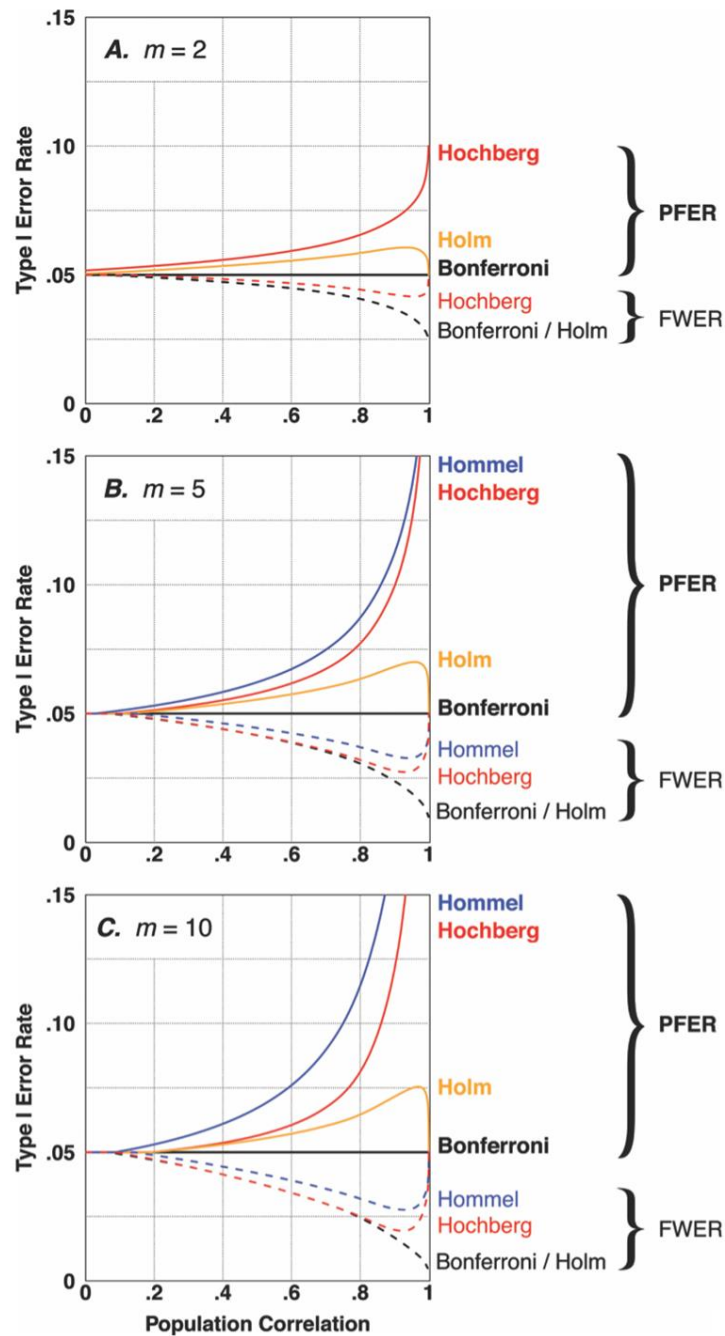 .15
A. m = 2
.10
Hochberg
PFER
Holm
.05
Bonferroni
Hochberg
FWER
Bonferroni / Holm
0
Type I Error Rate
0 .2 .4 .6 .8 1
.15
B. m = 5
Hommel
Hochberg
PFER
.10
Holm
.05
Bonferroni
Hommel
Hochberg
FWER
Bonferroni / Holm
0
Type I Error Rate
0 .2 .4 .6 .8 1
.15
C. m = 10
Hommel
Hochberg
PFER
.10
Holm
.05
Bonferroni
Hommel
Hochberg
FWER
Bonferroni / Holm
0
Type I Error Rate
0 .2 .4 .6 .8 1
Population Correlation